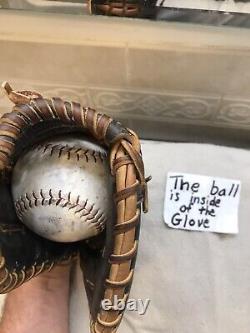 The ball
is inside
of the
Glove